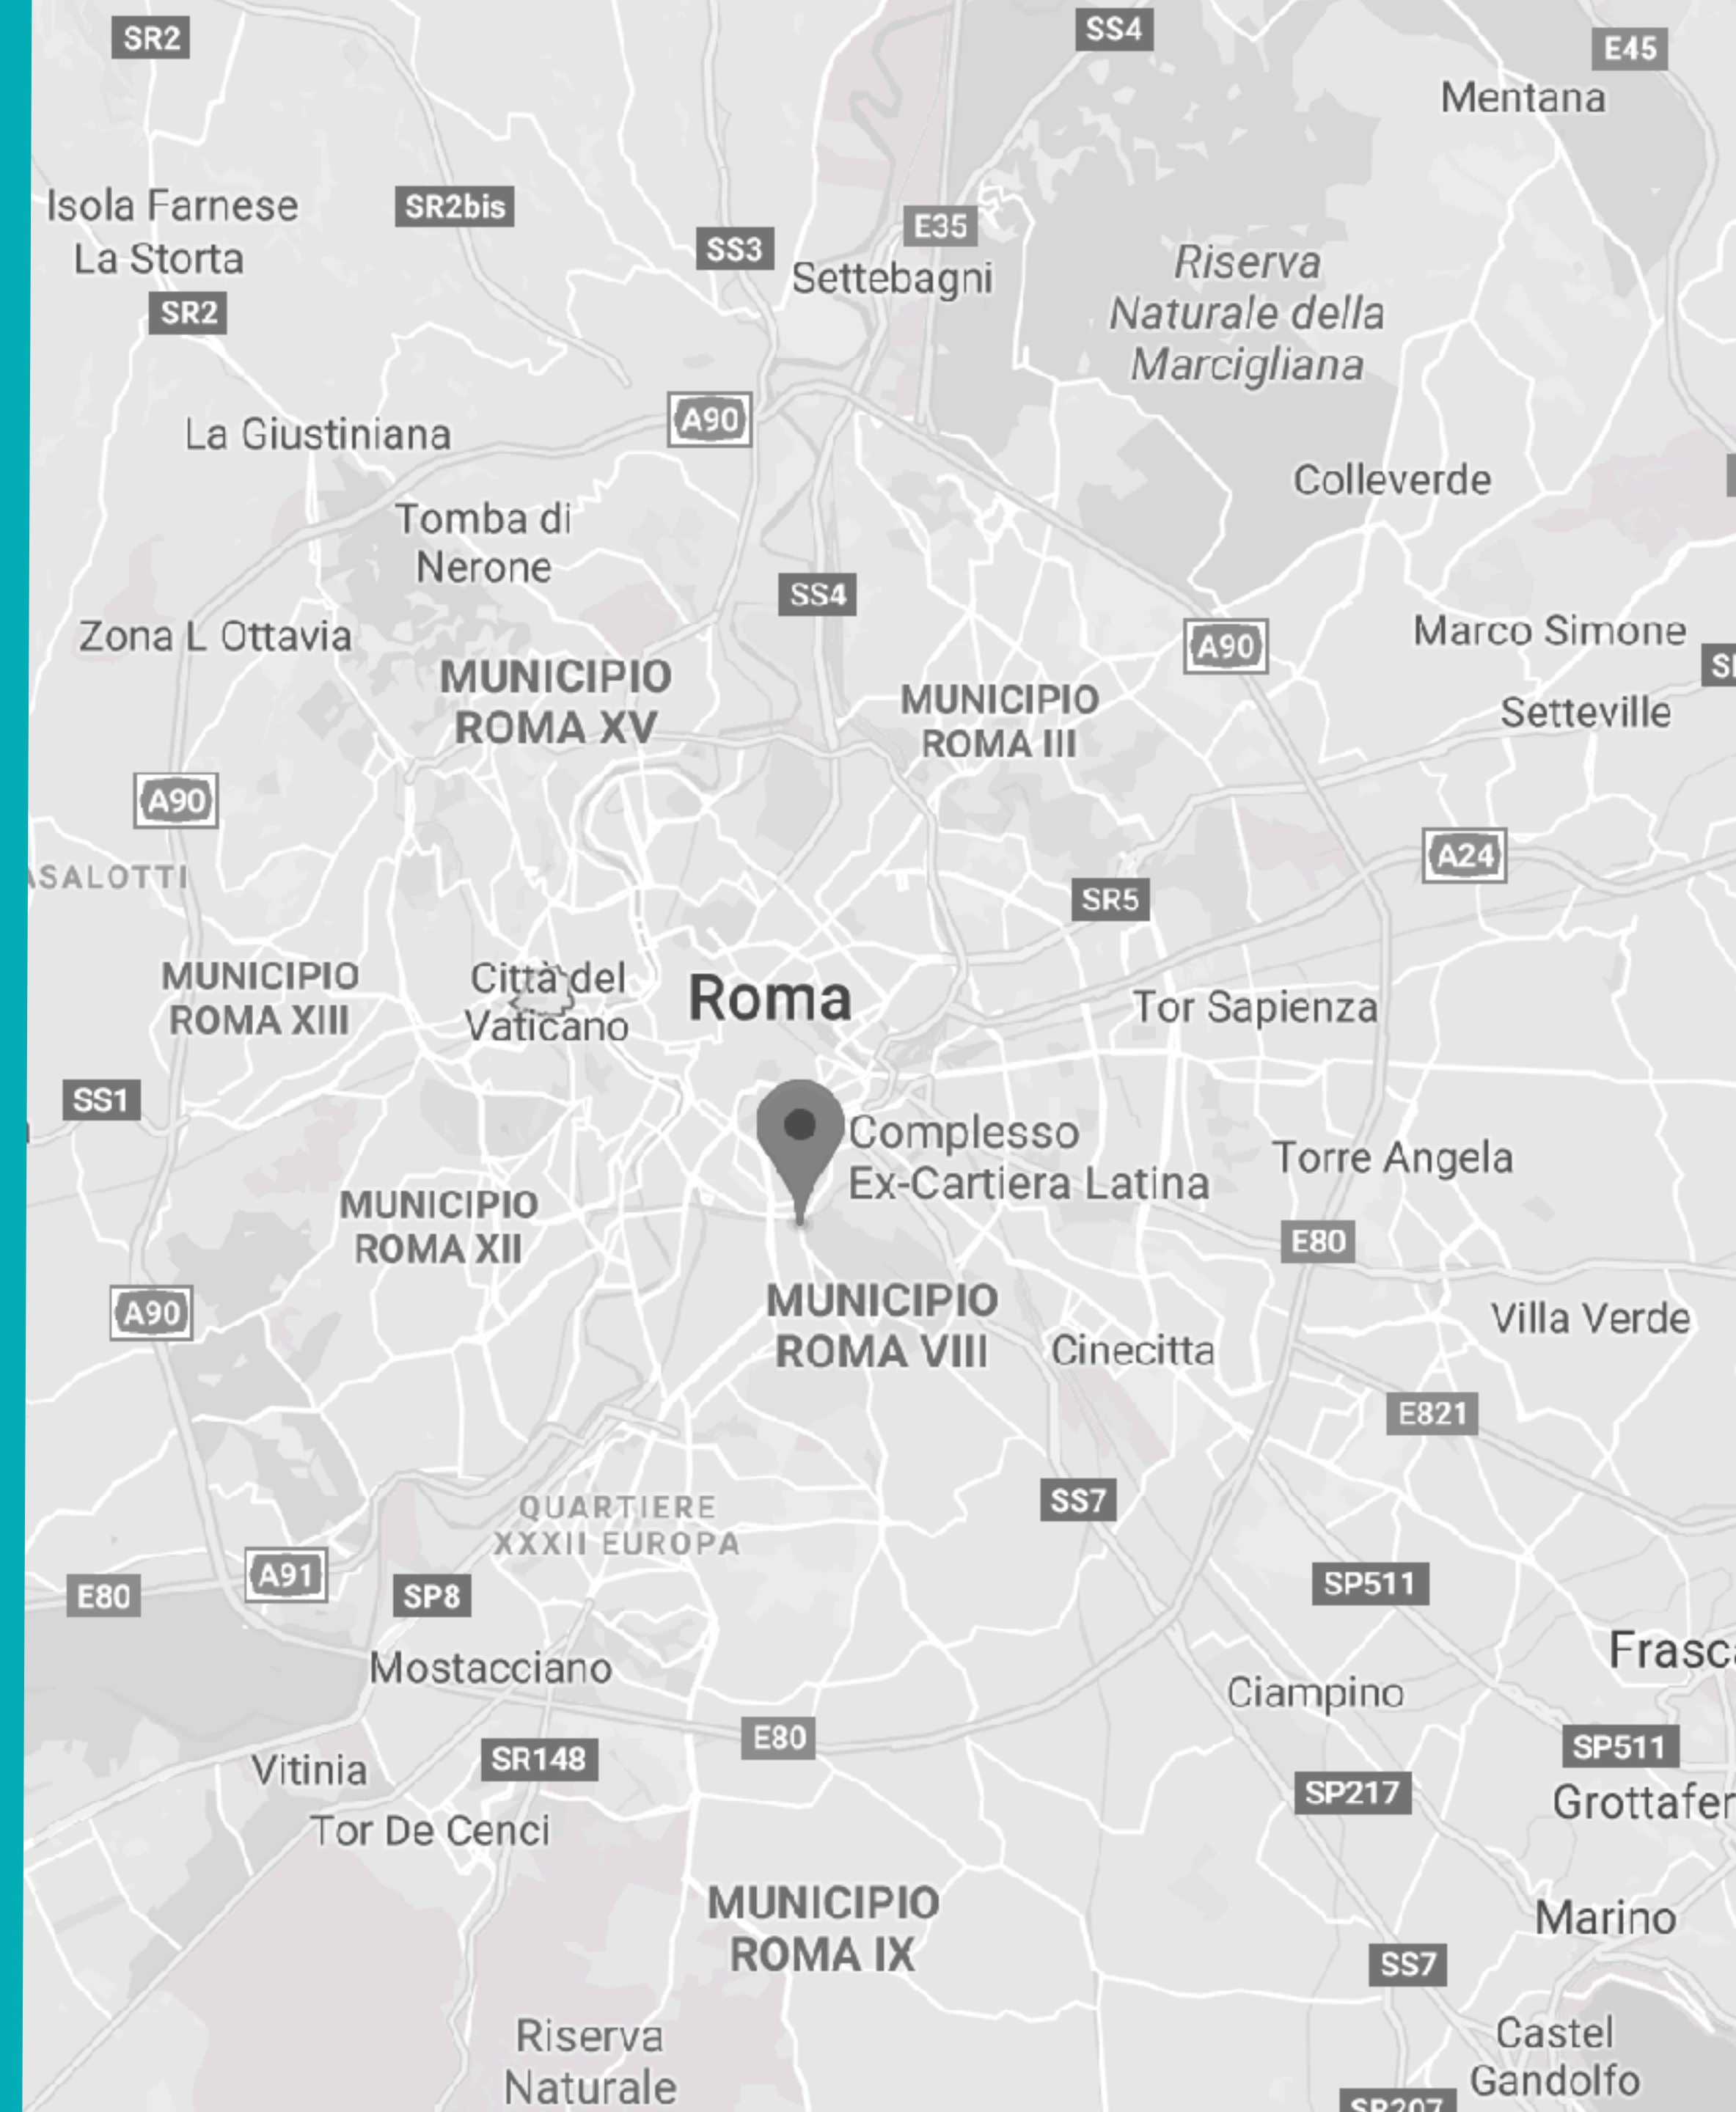 SR2
SS4
E45
Mentana
Isola Farnese
SR2bis
La Storta
SS3
E35
Settebagni
SR2
Riserva
Naturale della
Marcigliana
A90
La Giustiniana
Colleverde
Tomba di
Nerone
SS4
Zona L Ottavia
A90
Marco Simone
MUNICIPIO
ROMA XV
MUNICIPIO
ROMA III
Setteville
A90
A24
ASALOTTI
SR5
MUNICIPIO
ROMA XIII
Città del
Vaticano
Roma
Tor Sapienza
SS1
Complesso
Ex-Cartiera Latina
Torre Angela
MUNICIPIO
ROMA XII
E80
A90
MUNICIPIO
ROMA VIII
Cinecitta
Villa Verde
E821
QUARTIERE
XXXII EUROPA
SS7
A91
E80
SP8
SP511
Mostacciano
Frasc
Ciampino
E80
SR148
Vitinia
SP511
SP217
Grottafer
Tor De Cenci
MUNICIPIO
ROMA IX
Marino
SS7
Riserva
Naturale
Castel
Gandolfo
SR207